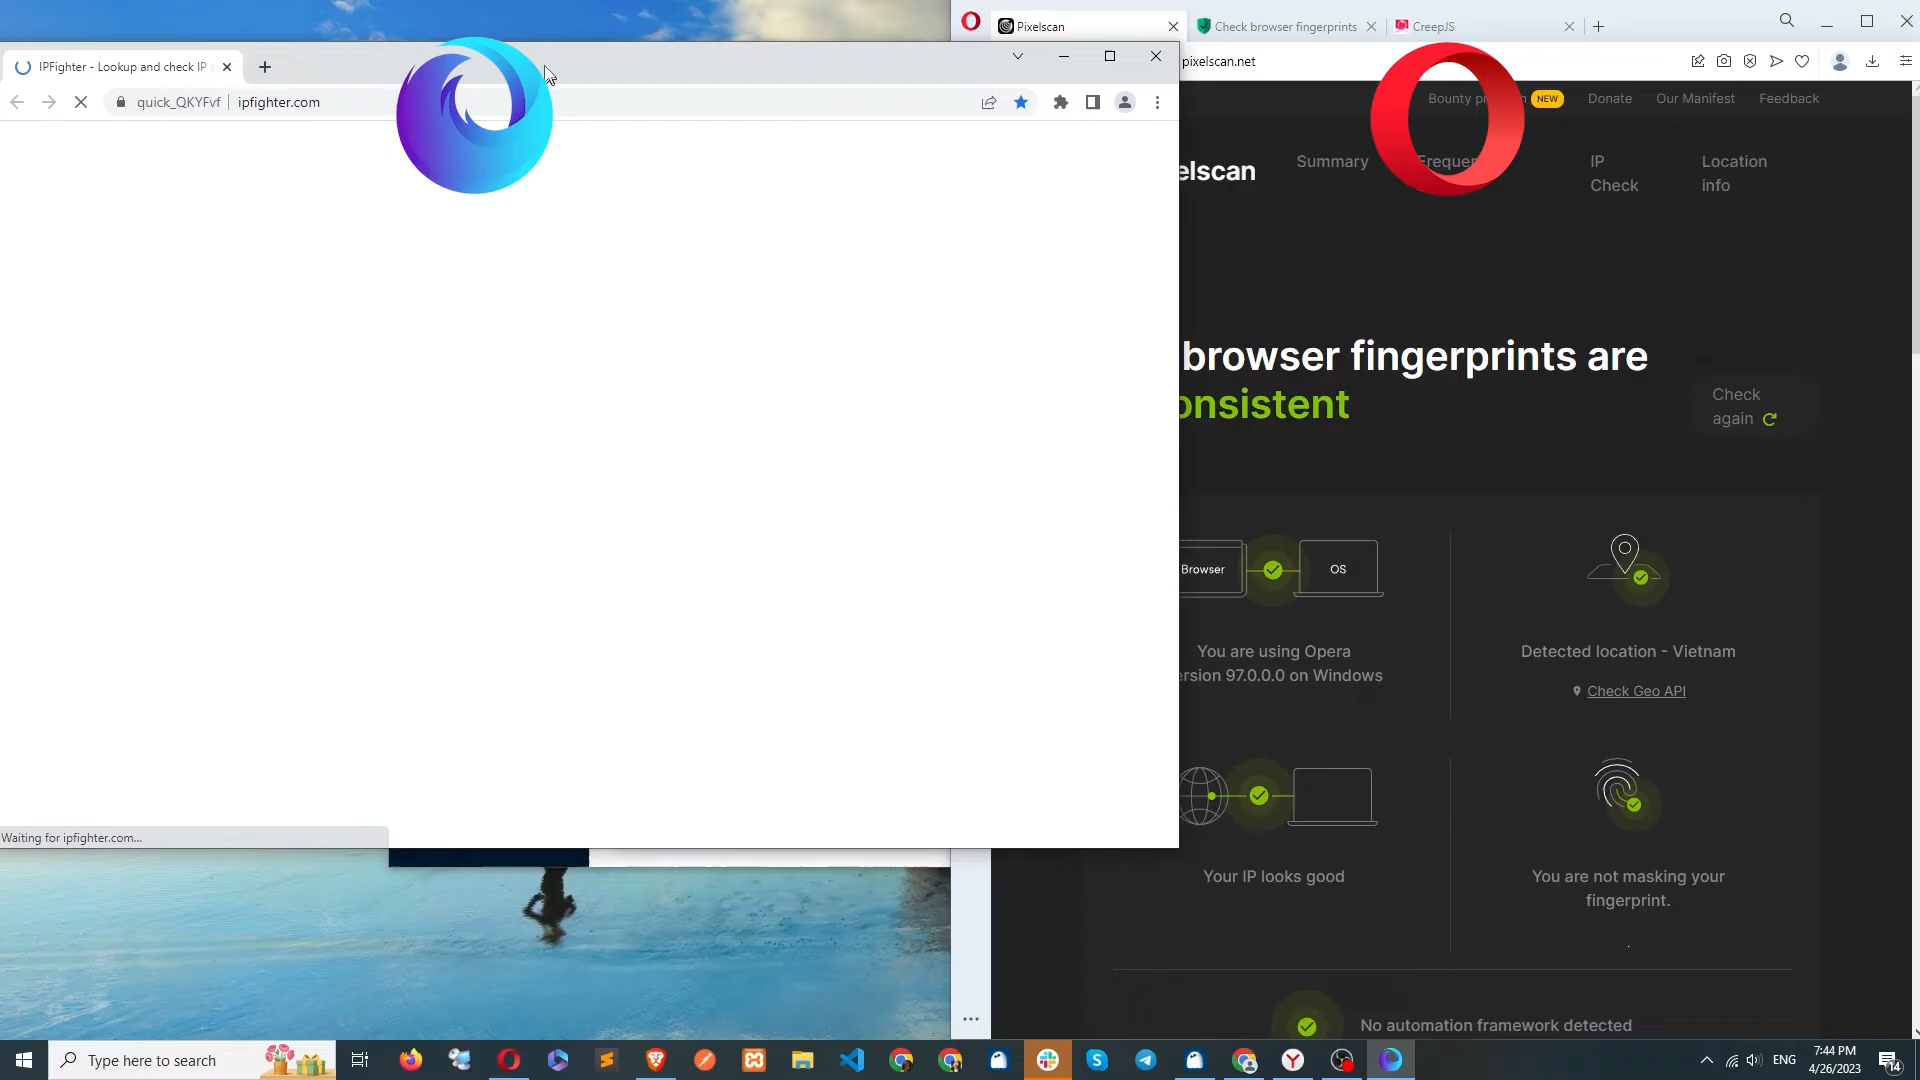 Pixelscan
Check browser fingerprints
CreepJS
IPFighter - Lookup and check IP
quick_QKYFvf
ipfighter.com
pixelscan.net
Bounty
NEW
Donate
Our Manifest
Feedback
elscan
Summary
IP
Check
Location
info
browser fingerprints are
onsistent
Check
again
Browser
OS
You are using Opera
ersion 97.0.0.0 on Windows
Detected location - Vietnam
Check Geo API
Your IP looks good
You are not masking your
fingerprint.
No automation framework detected
Waiting for ipfighter.com...
Type here to search
ENG
7:44 PM
4/26/2023
14